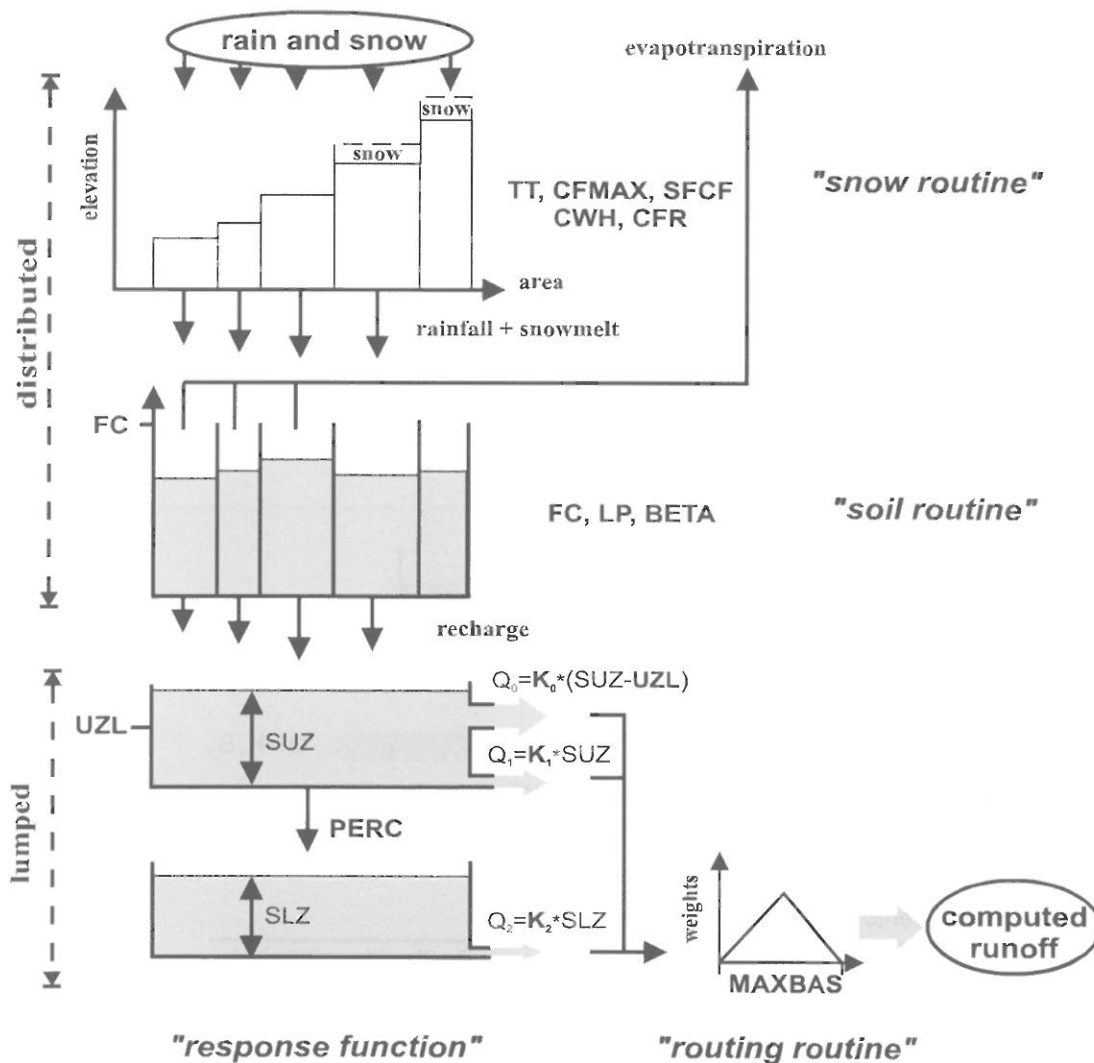 rain and snow
evapotranspiration
snow
snow
elevation
TT, CFMAX, SFCF
CWH, CFR
"snow routine"
area
rainfall + snowmelt
distributed
FC
FC, LP, BETA
"soil routine"
recharge
Q₀=K₀*(SUZ-UZL)
UZL
SUZ
Q₁=K₁*SUZ
PERC
lumped
SLZ
Q₂=K₂*SLZ
weights
MAXBAS
computed
runoff
"response function"
"routing routine"